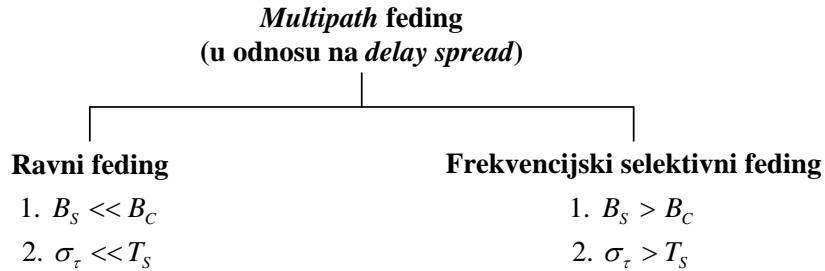 Multipath feding
(u odnosu na delay spread)
Ravni feding
1. B_S << B_C
2. σ_τ << T_S
Frekvencijski selektivni feding
1. B_S > B_C
2. σ_τ > T_S